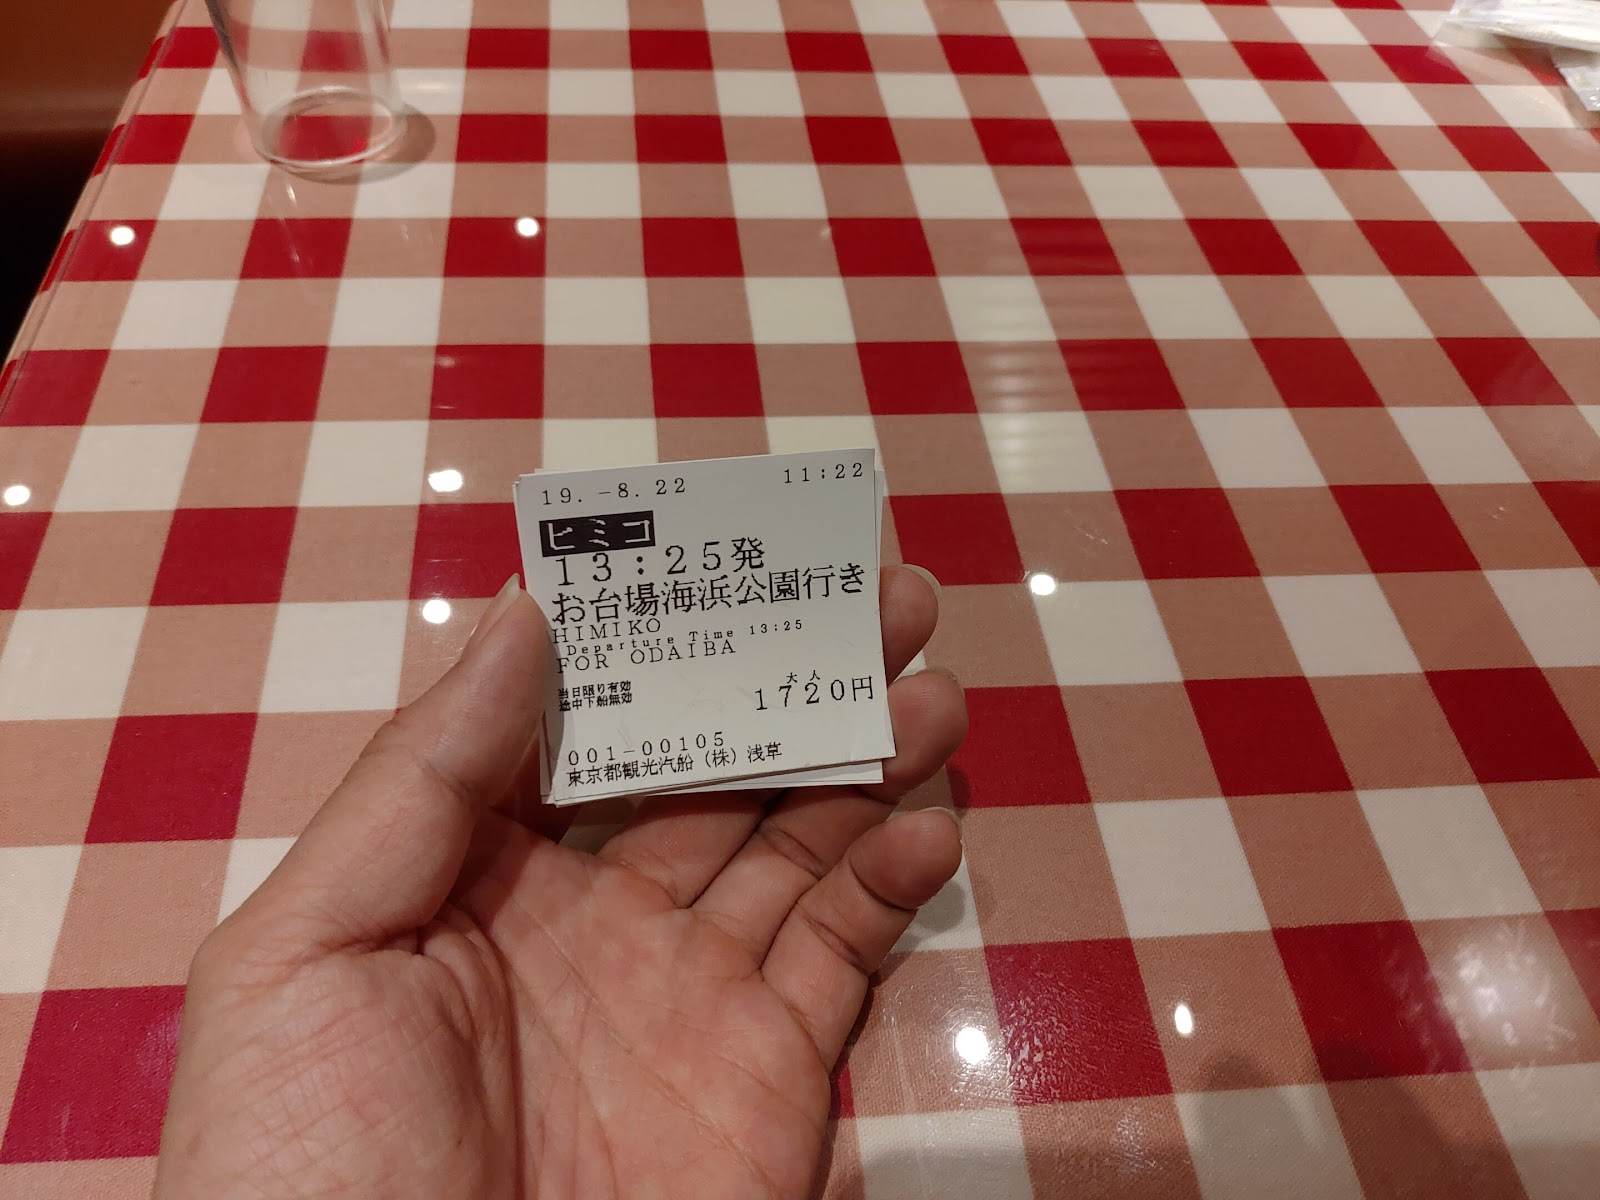 19.-8.22 11:22
ヒミコ
13:25発
お台場海浜公園行き
HIMIKO
Departure Time 13:25
FOR ODAIBA
当日限り有効
途中下船無効
大人
1720円
001-00105
東京都観光汽船（株）浅草